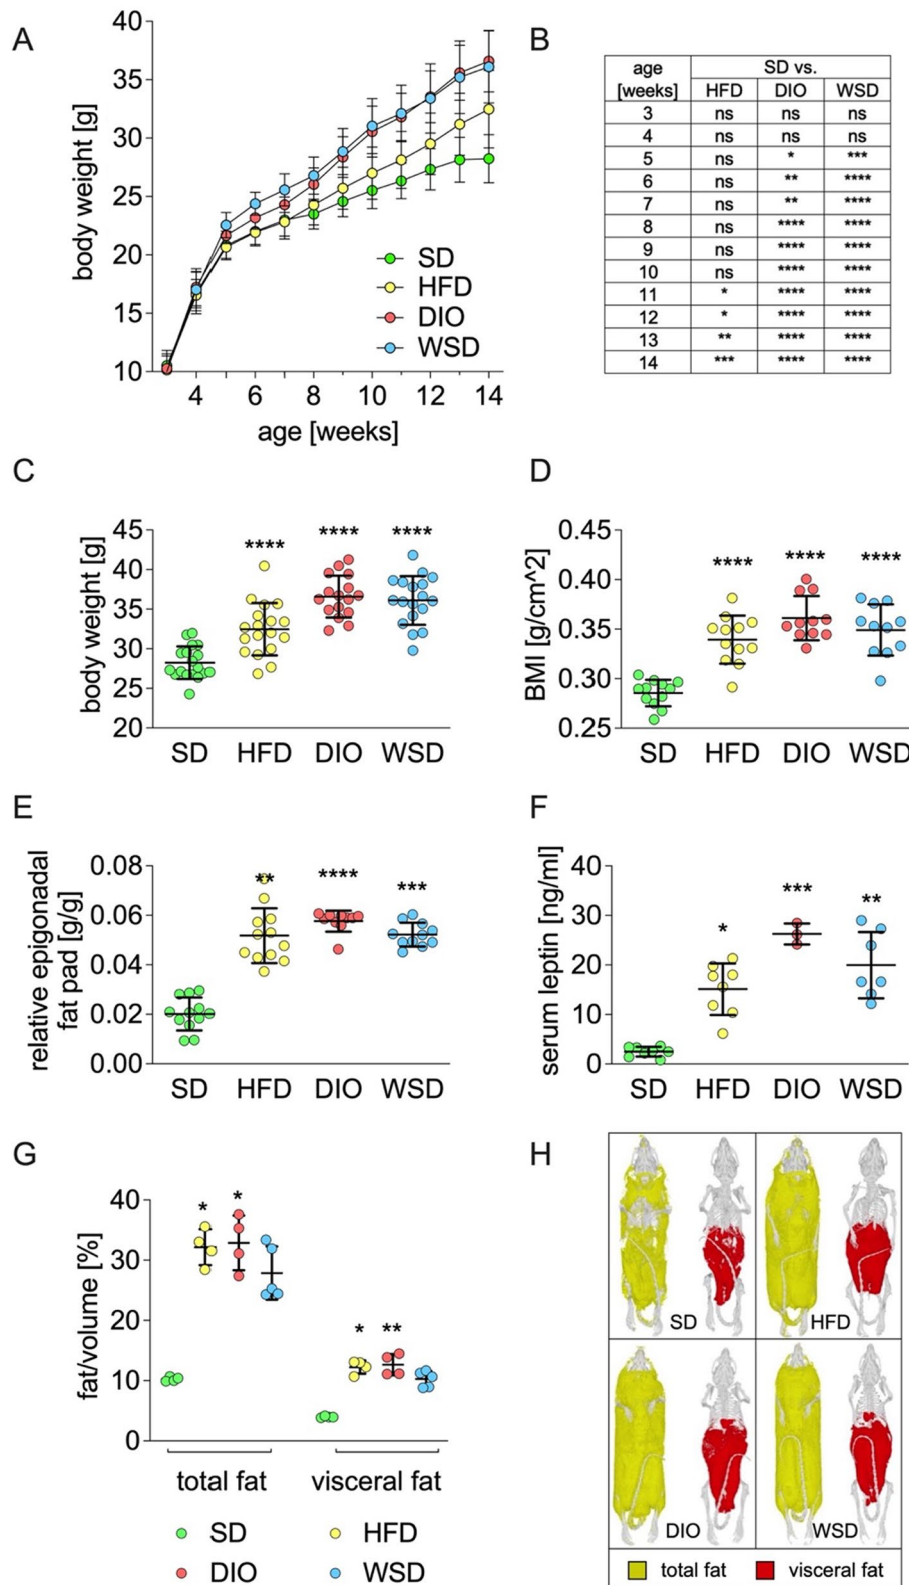 A
body weight [g]
40
35
30
25
20
15
10
4 6 8 10 12 14
age [weeks]
SD
HFD
DIO
WSD
B
age [weeks] SD vs.
HFD DIO WSD
3 ns ns ns
4 ns ns ns
5 ns * ***
6 ns ** ****
7 ns ** ****
8 ns **** ****
9 ns **** ****
10 ns **** ****
11 * **** ****
12 * **** ****
13 ** **** ****
14 *** **** ****
C
body weight [g]
45
40
35
30
25
20
**** **** ****
SD HFD DIO WSD
D
BMI [g/cm^2]
0.45
0.40
0.35
0.30
0.25
**** **** ****
SD HFD DIO WSD
E
relative epigonadal
fat pad [g/g]
0.08
0.06
0.04
0.02
0.00
** **** ***
SD HFD DIO WSD
F
serum leptin [ng/ml]
40
30
20
10
0
* *** **
SD HFD DIO WSD
G
fat/volume [%]
40
30
20
10
0
* *
* **
total fat visceral fat
SD HFD
DIO WSD
H
SD HFD
DIO WSD
total fat visceral fat